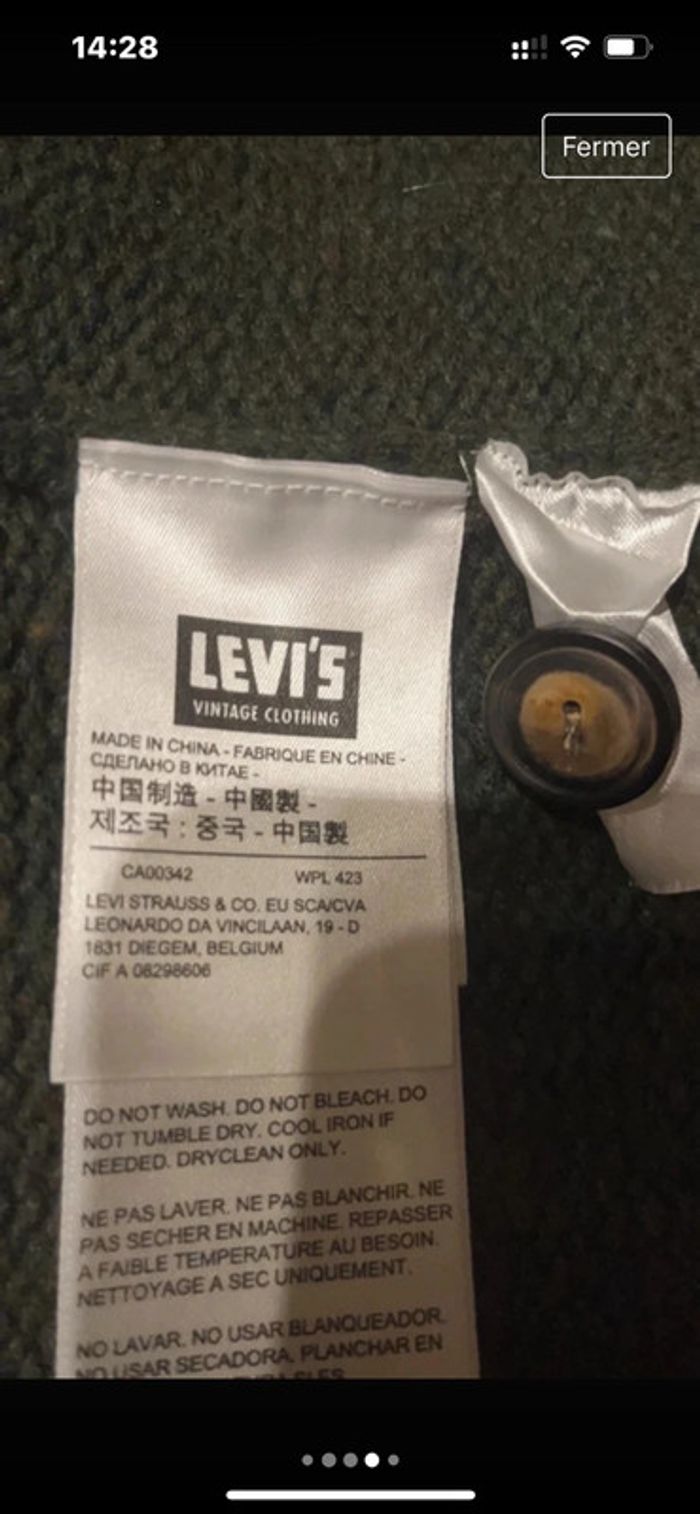 14:28
Fermer
LEVI'S
VINTAGE CLOTHING
MADE IN CHINA - FABRIQUE EN CHINE -
СДЕЛАНО В КИТАЕ -
中国制造 - 中國製 -
제조국 : 중국 - 中国製
CA00342 WPL 423
LEVI STRAUSS & CO. EU SCA/CVA
LEONARDO DA VINCILAAN, 19 - D
1831 DIEGEM, BELGIUM
CIF A 08298606
DO NOT WASH. DO NOT BLEACH. DO
NOT TUMBLE DRY. COOL IRON IF
NEEDED. DRYCLEAN ONLY.
NE PAS LAVER. NE PAS BLANCHIR. NE
PAS SECHER EN MACHINE. REPASSER
A FAIBLE TEMPERATURE AU BESOIN.
NETTOYAGE A SEC UNIQUEMENT.
NO LAVAR. NO USAR BLANQUEADOR.
NO USAR SECADORA. PLANCHAR EN